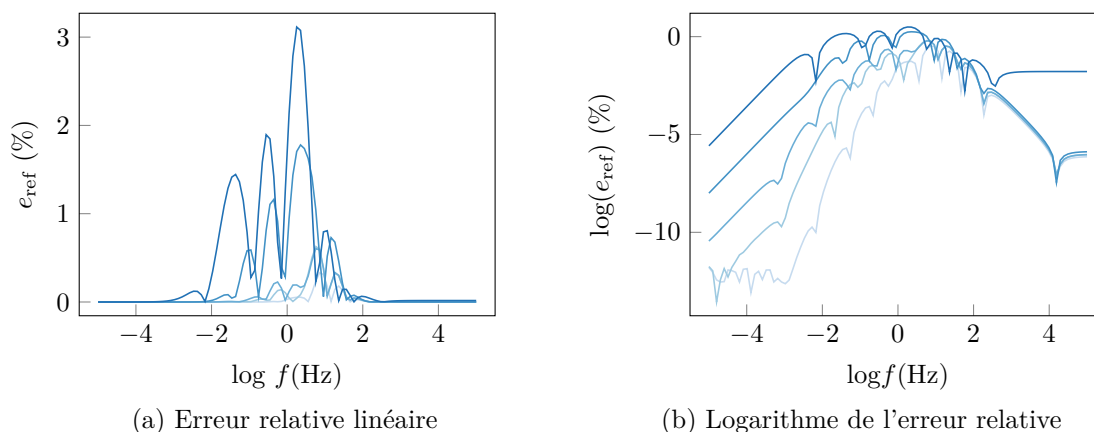 3
2
1
0
e_ref (%)
−4 −2 0 2 4
log f(Hz)
(a) Erreur relative linéaire
0
−5
−10
log(e_ref) (%)
−4 −2 0 2 4
logf(Hz)
(b) Logarithme de l'erreur relative